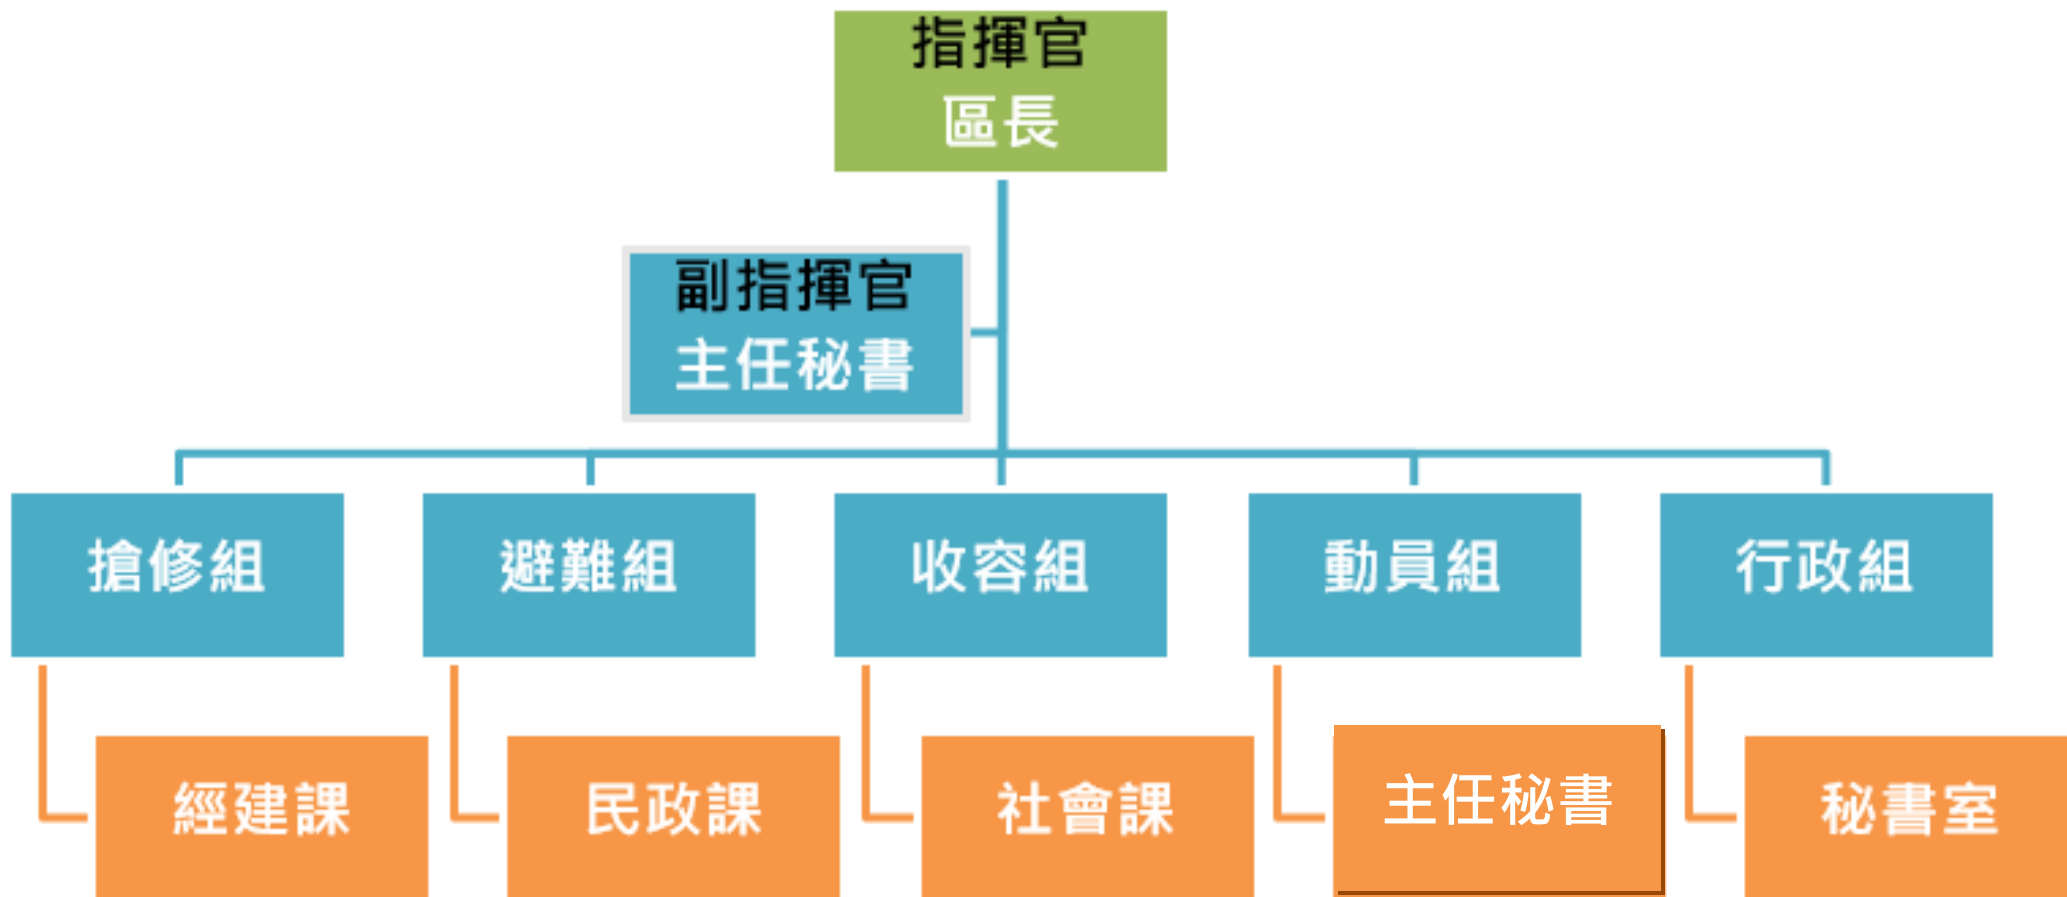 指揮官
區長
副指揮官
主任秘書
搶修組
避難組
收容組
動員組
行政組
經建課
民政課
社會課
主任秘書
秘書室